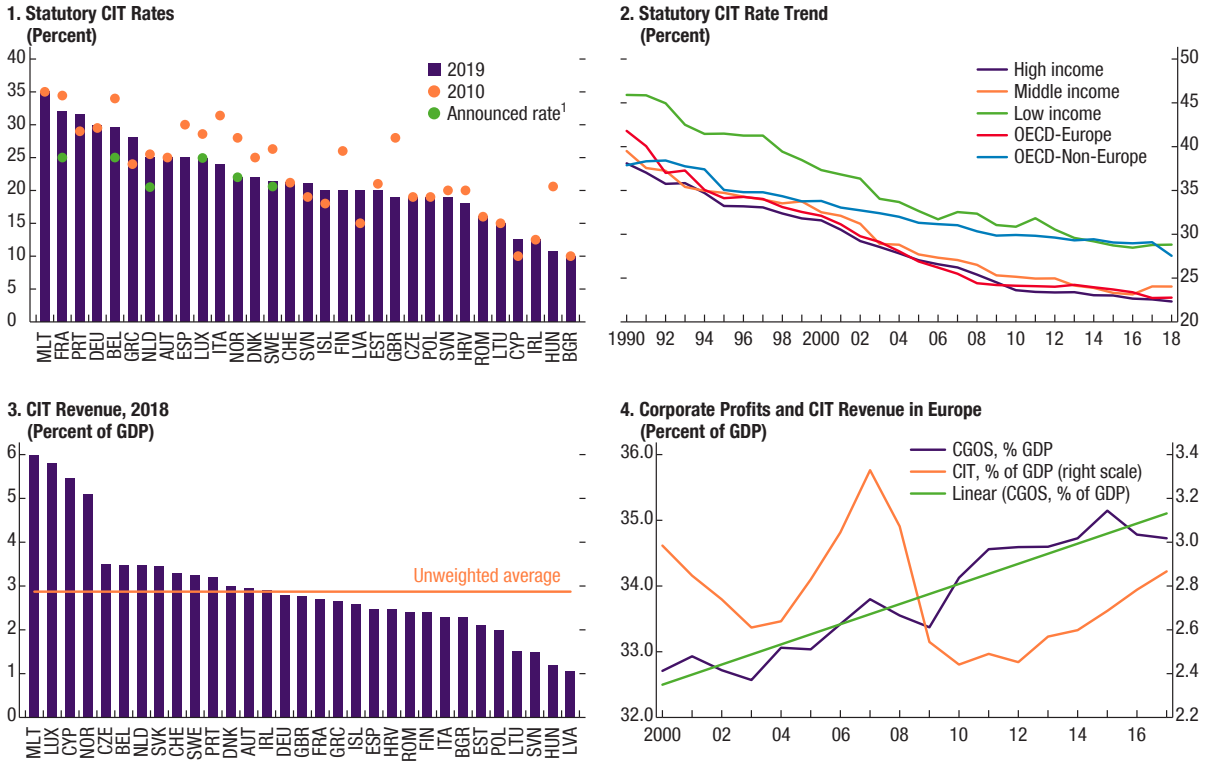 1. Statutory CIT Rates
(Percent)
40
35
30
25
20
15
10
5
0
2019
2010
Announced rate1
MLT
FRA
PRT
DEU
BEL
GRC
NLD
AUT
ESP
LUX
ITA
NOR
DNK
SWE
CHE
SVN
ISL
FIN
LVA
EST
GBR
CZE
POL
SVN
HRV
ROM
LTU
CYP
IRL
HUN
BGR
2. Statutory CIT Rate Trend
(Percent)
High income
Middle income
Low income
OECD-Europe
OECD-Non-Europe
50
45
40
35
30
25
20
1990 92 94 96 98 2000 02 04 06 08 10 12 14 16 18
3. CIT Revenue, 2018
(Percent of GDP)
6
5
4
3
2
1
0
Unweighted average
MLT
LUX
CYP
NOR
CZE
BEL
NLD
SVK
CHE
SWE
PRT
DNK
AUT
IRL
DEU
GBR
FRA
GRC
ISL
ESP
HRV
ROM
FIN
ITA
BGR
EST
POL
LTU
SVN
HUN
LVA
4. Corporate Profits and CIT Revenue in Europe
(Percent of GDP)
36.0
35.0
34.0
33.0
32.0
CGOS, % GDP
CIT, % of GDP (right scale)
Linear (CGOS, % of GDP)
3.4
3.2
3.0
2.8
2.6
2.4
2.2
2000 02 04 06 08 10 12 14 16